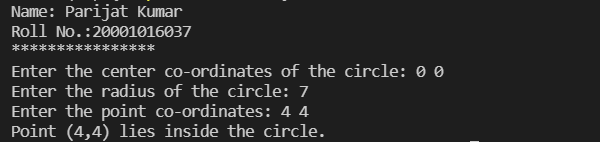 Name: Parijat Kumar
Roll No.:20001016037
****************
Enter the center co-ordinates of the circle: 0 0
Enter the radius of the circle: 7
Enter the point co-ordinates: 4 4
Point (4,4) lies inside the circle.